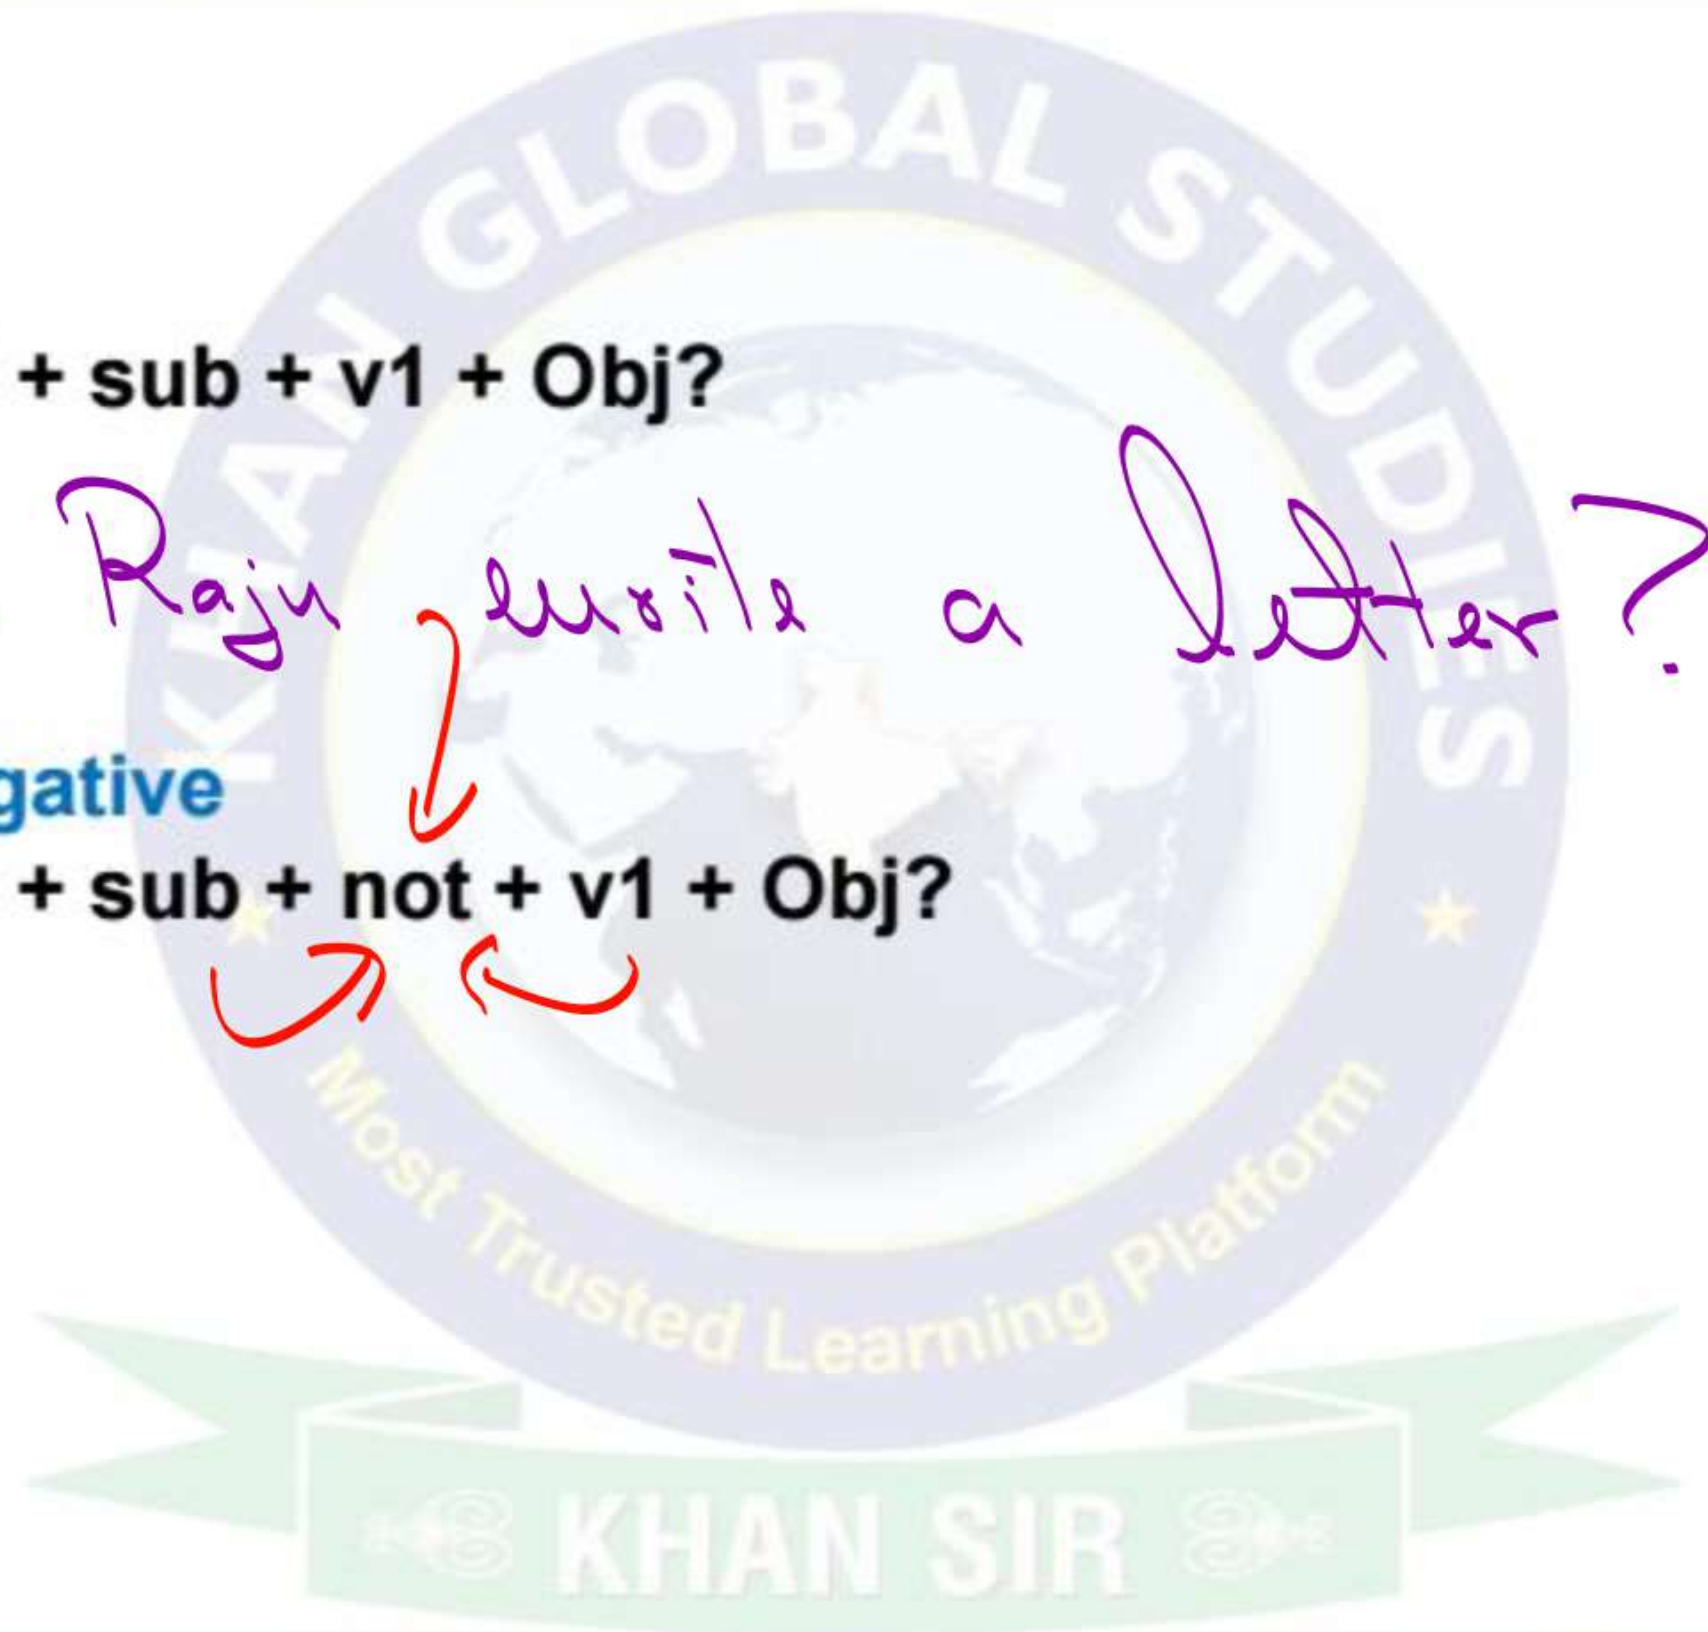 KHAN GLOBAL STUDIES
+ sub + v1 + Obj?
Raju write a letter?
gative
+ sub + not + v1 + Obj?
Most Trusted Learning Platform
KHAN SIR